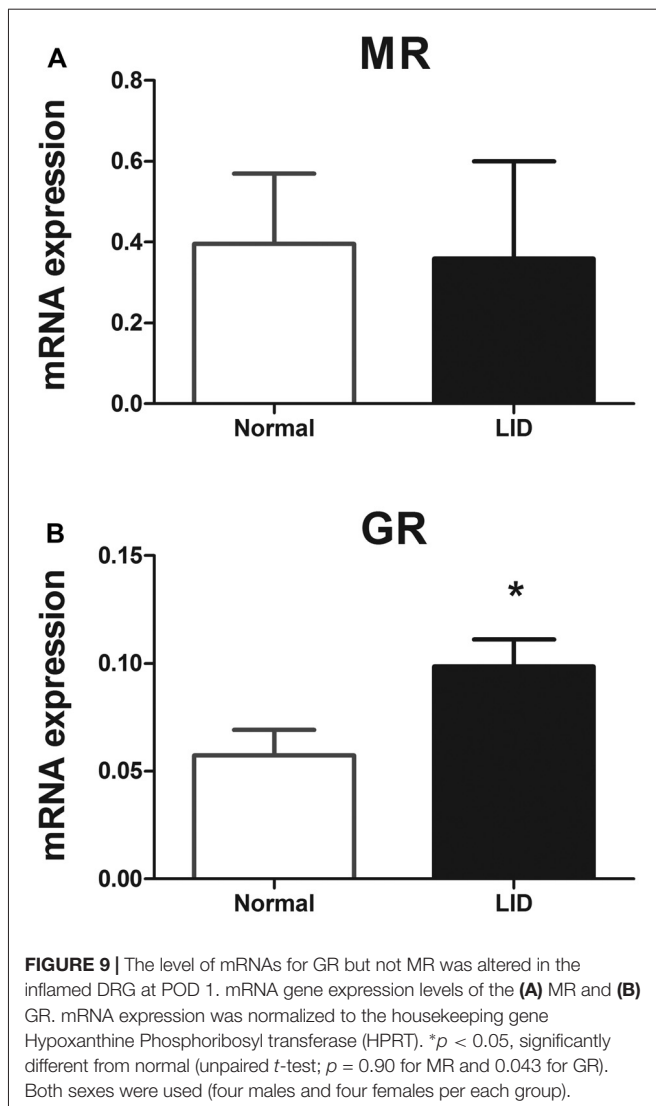 A
MR
mRNA expression
0.8
0.6
0.4
0.2
0.0
Normal LID
B
GR
mRNA expression
0.15
0.10
0.05
0.00
*
Normal LID
FIGURE 9 | The level of mRNAs for GR but not MR was altered in the
inflamed DRG at POD 1. mRNA gene expression levels of the (A) MR and (B)
GR. mRNA expression was normalized to the housekeeping gene
Hypoxanthine Phosphoribosyl transferase (HPRT). *p < 0.05, significantly
different from normal (unpaired t-test; p = 0.90 for MR and 0.043 for GR).
Both sexes were used (four males and four females per each group).